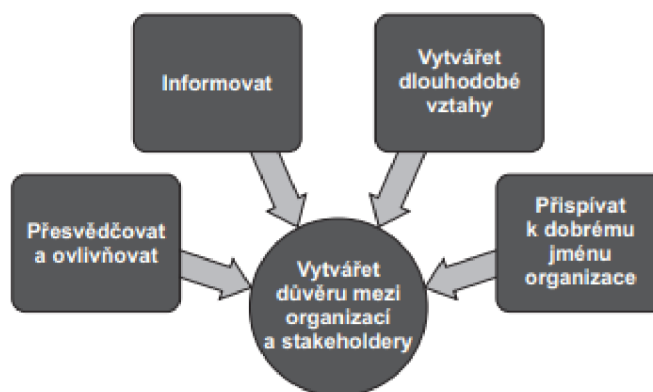 Informovat
Vytvářet
dlouhodobé
vztahy
Přesvědčovat
a ovlivňovat
Přispívat
k dobrému
jménu
organizace
Vytvářet
důvěru mezi
organizací
a stakeholdery